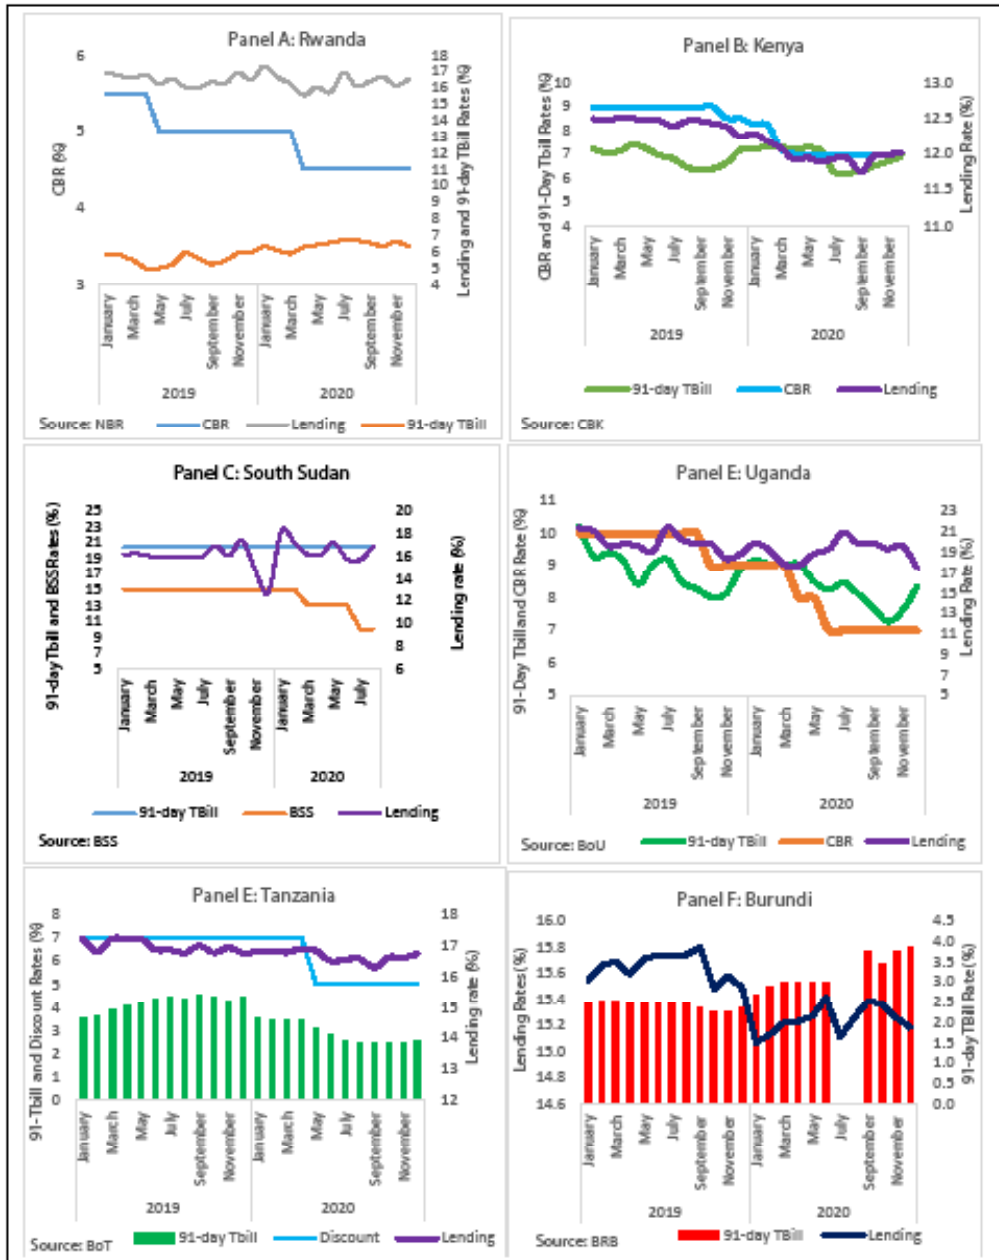 Panel A: Rwanda
CBR (%)
6
5
4
3
Lending and 91-day TBill Rates (%)
18
17
16
15
14
13
12
11
10
9
8
7
6
5
4
January
March
May
July
September
November
January
March
May
July
September
November
2019
2020
Source: NBR
CBR
Lending
91-day TBill
Panel B: Kenya
CBR and 91-Day Tbill Rates (%)
10
9
8
7
6
5
4
Lending Rate (%)
13.0
12.5
12.0
11.5
11.0
January
March
May
July
September
November
January
March
May
July
September
November
2019
2020
91-day TBill
CBR
Lending
Source: CBK
Panel C: South Sudan
91-day Tbill and BSS Rates (%)
25
23
21
19
17
15
13
11
9
7
5
Lending rate (%)
20
18
16
14
12
10
8
6
January
March
May
July
September
November
January
March
May
July
2019
2020
91-day TBill
BSS
Lending
Source: BSS
Panel E: Uganda
91-Day Tbill and CBR Rate (%)
11
10
9
8
7
6
5
Lending Rate (%)
23
21
19
17
15
13
11
9
7
5
January
March
May
July
September
November
January
March
May
July
September
November
2019
2020
Source: BoU
91-day TBill
CBR
Lending
Panel E: Tanzania
91-Tbill and Discount Rates (%)
8
7
6
5
4
3
2
1
0
Lending rate (%)
18
17
16
15
14
13
12
January
March
May
July
September
November
January
March
May
July
September
November
2019
2020
Source: BoT
91-day Tbill
Discount
Lending
Panel F: Burundi
Lending Rates (%)
16.0
15.8
15.6
15.4
15.2
15.0
14.8
14.6
91-day TBill Rate (%)
4.5
4.0
3.5
3.0
2.5
2.0
1.5
1.0
0.5
0.0
January
March
May
July
September
November
January
March
May
July
September
November
2019
2020
Source: BRB
91-day TBill
Lending